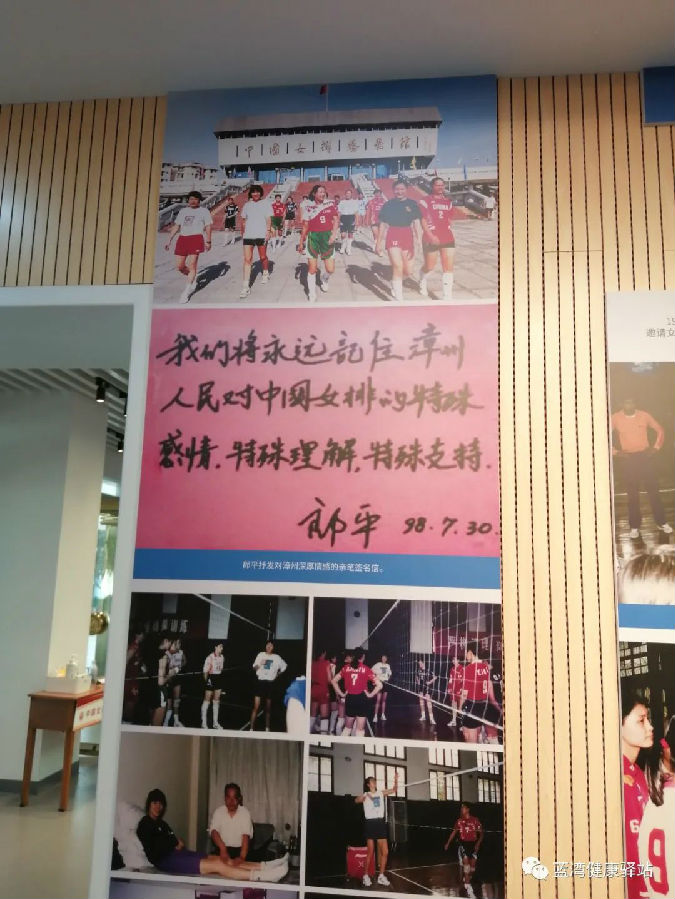 中国女排腾飞馆
我们将永远记住漳州
人民对中国女排的特殊
感情.特殊理解.特殊支持.
郎平 98.7.30.
郎平抒发对漳州深厚情感的亲笔签名信。
邀请女
蓝湾健康驿站